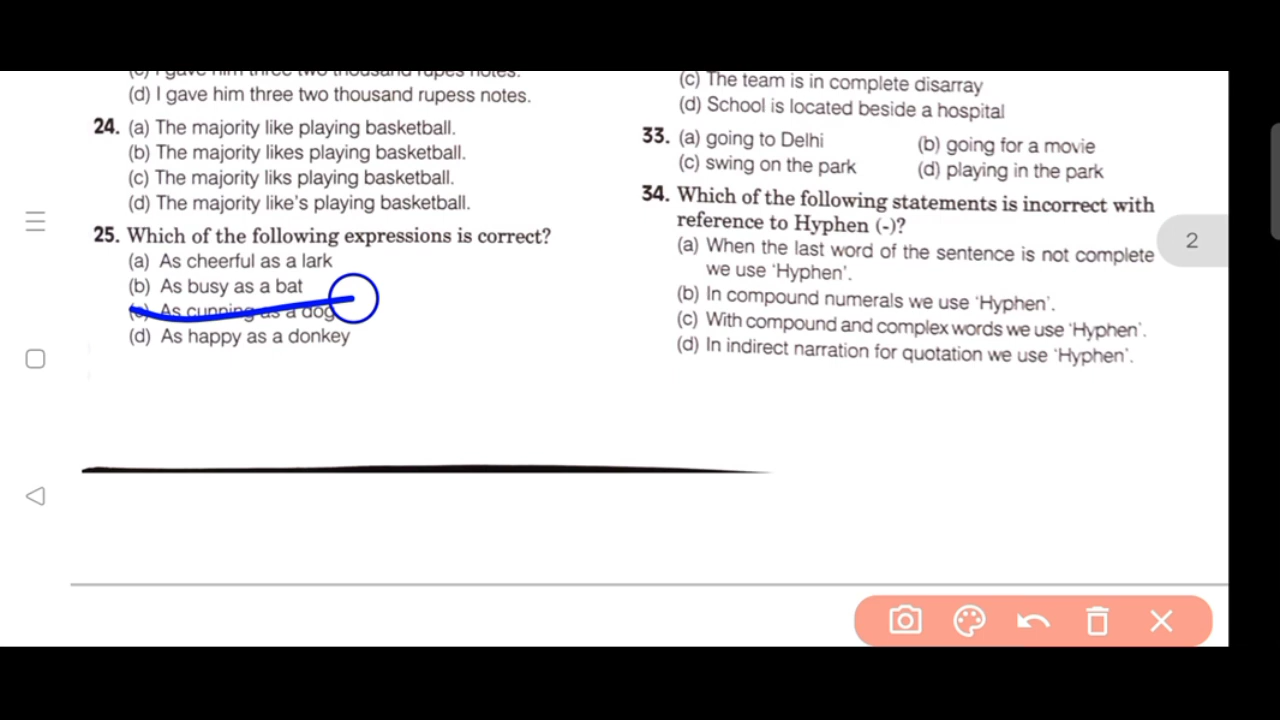 (d) I gave him three two thousand rupess notes.
24. (a) The majority like playing basketball.
(b) The majority likes playing basketball.
(c) The majority liks playing basketball.
(d) The majority like's playing basketball.
25. Which of the following expressions is correct?
(a) As cheerful as a lark
(b) As busy as a bat
(c) As cunning as a dog
(d) As happy as a donkey
(c) The team is in complete disarray
(d) School is located beside a hospital
33. (a) going to Delhi (b) going for a movie
(c) swing on the park (d) playing in the park
34. Which of the following statements is incorrect with
reference to Hyphen (-)?
(a) When the last word of the sentence is not complete
we use 'Hyphen'.
(b) In compound numerals we use 'Hyphen'.
(c) With compound and complex words we use 'Hyphen'.
(d) In indirect narration for quotation we use 'Hyphen'.
2